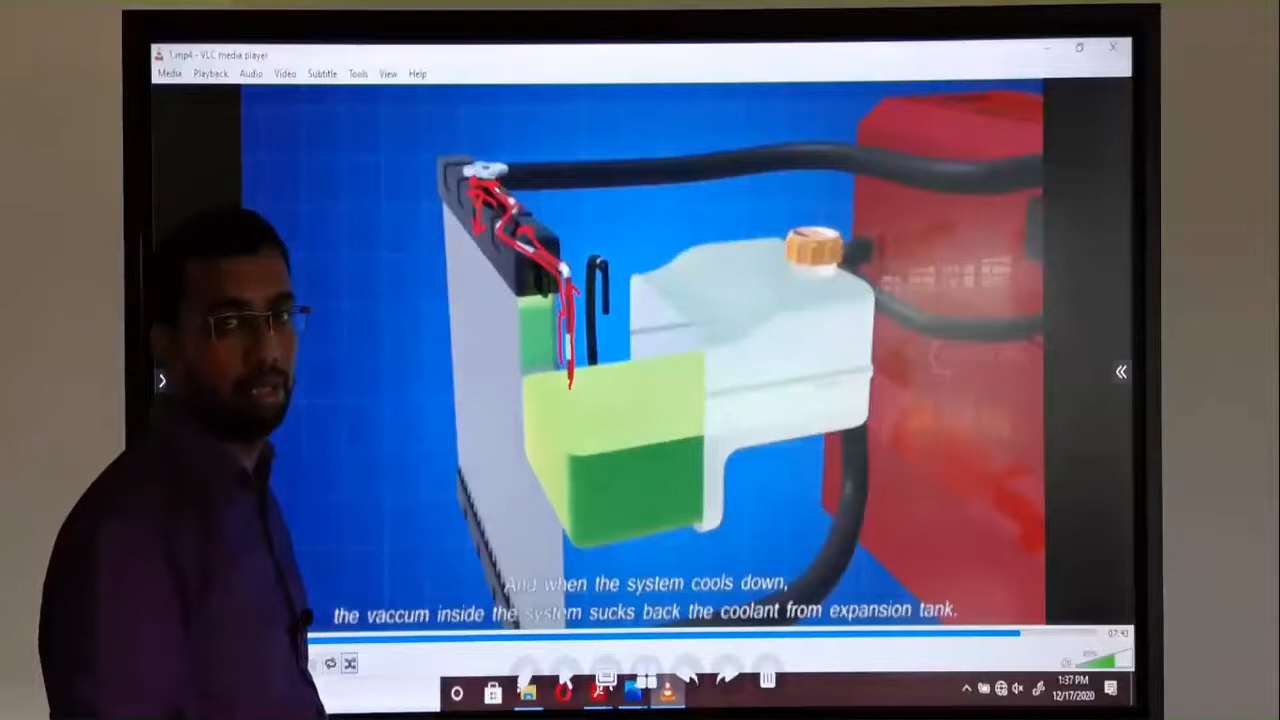 1.mp4 - VLC media player
Media Playback Audio Video Subtitle Tools View Help
And when the system cools down,
the vaccum inside the system sucks back the coolant from expansion tank.
07:43
1:37 PM
12/17/2020